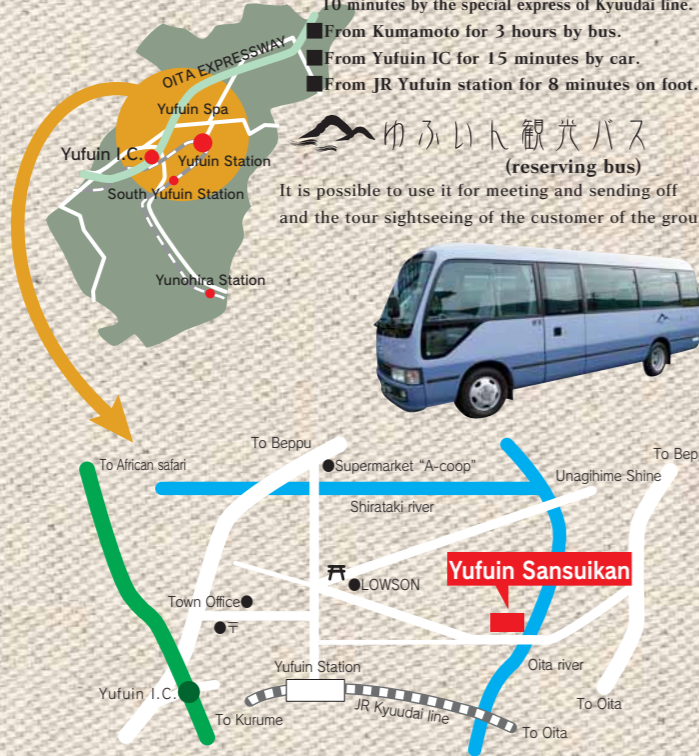 10 minutes by the special express of Kyuudai line.
■From Kumamoto for 3 hours by bus.
■From Yufuin IC for 15 minutes by car.
■From JR Yufuin station for 8 minutes on foot.
OITA EXPRESSWAY
Yufuin Spa
Yufuin I.C.
Yufuin Station
South Yufuin Station
Yunohira Station
ゆふいん観光バス
(reserving bus)
It is possible to use it for meeting and sending off
and the tour sightseeing of the customer of the grou
To Beppu
To African safari
●Supermarket "A-coop"
To Bep
Unagihime Shine
Shirataki river
●LOWSON
Yufuin Sansuikan
Town Office●
●〒
Yufuin Station
Oita river
Yufuin I.C.
To Kurume
JR Kyuudai line
To Oita
To Oita